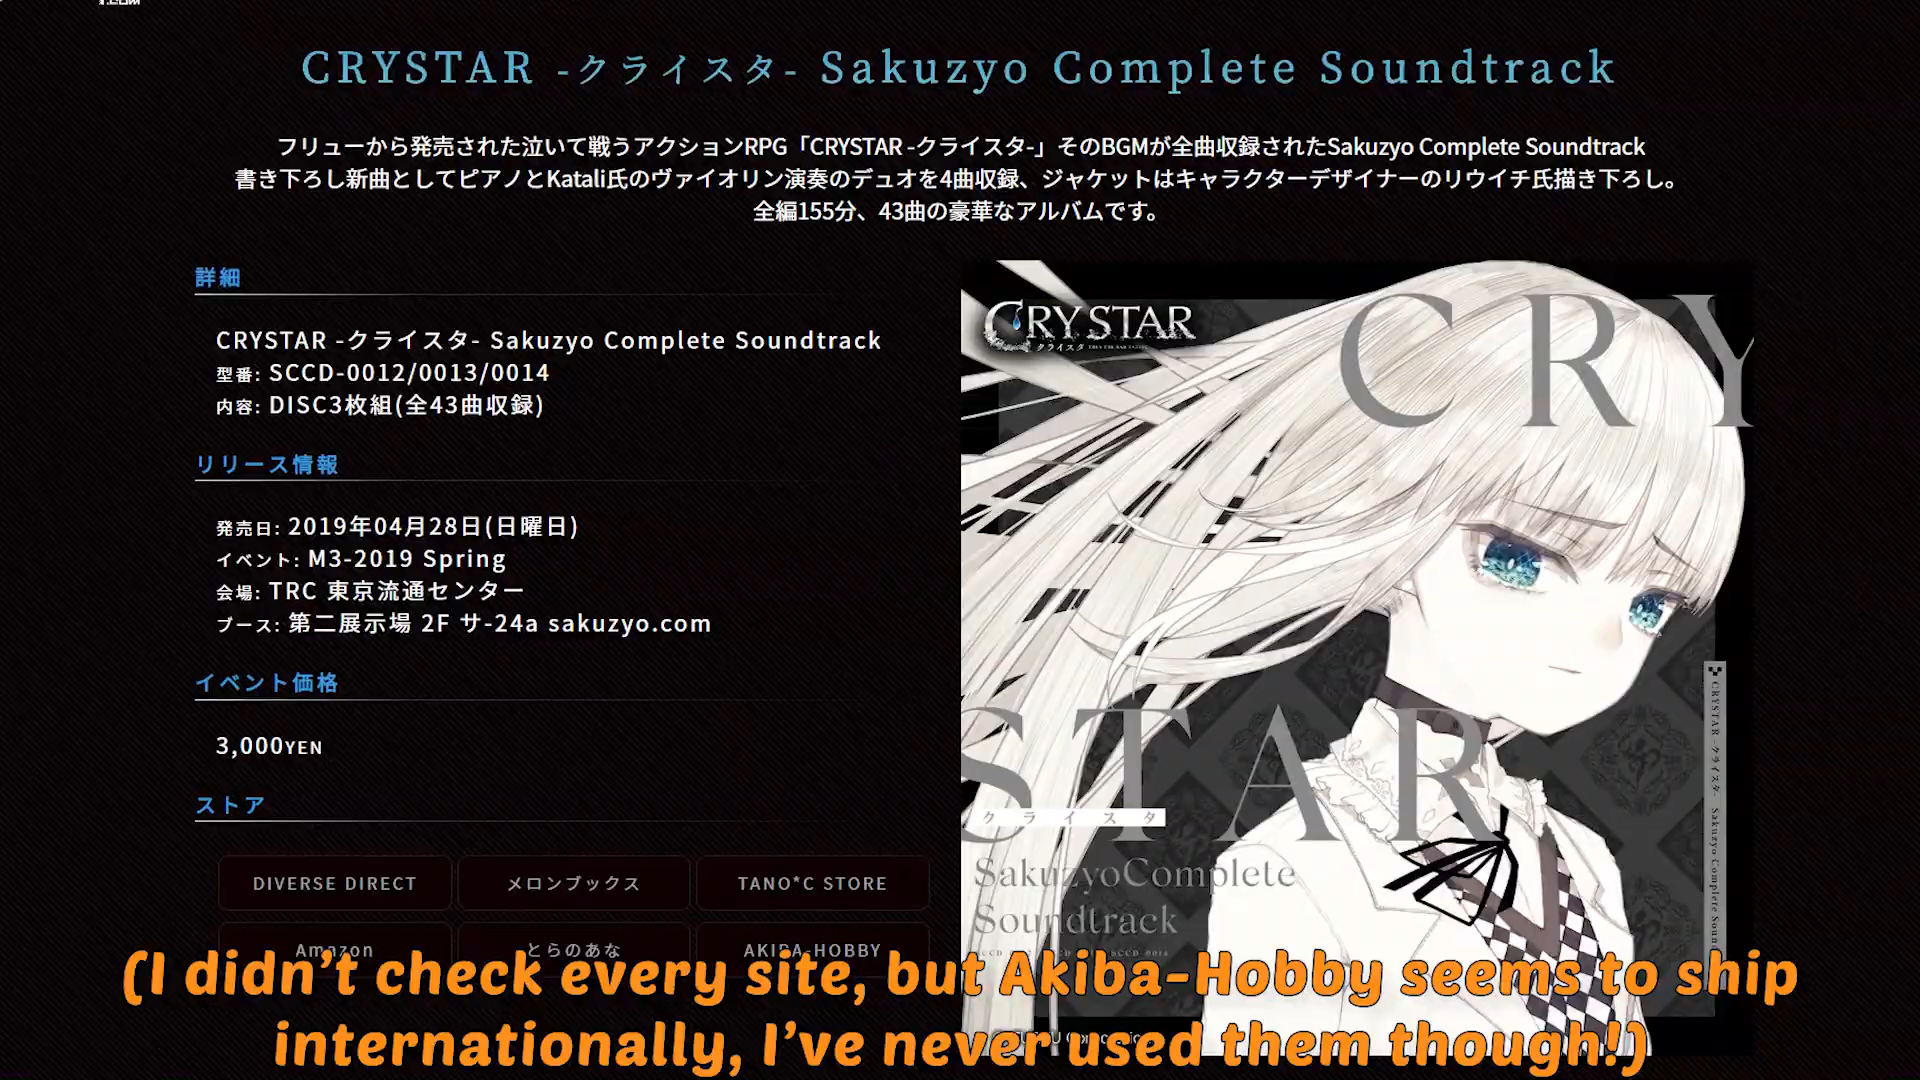 CRYSTAR -クライスタ- Sakuzyo Complete Soundtrack
フリューから発売された泣いて戦うアクションRPG「CRYSTAR -クライスタ-」そのBGMが全曲収録されたSakuzyo Complete Soundtrack
書き下ろし新曲としてピアノとKatali氏のヴァイオリン演奏のデュオを4曲収録、ジャケットはキャラクターデザイナーのリウイチ氏描き下ろし。
全編155分、43曲の豪華なアルバムです。
詳細
CRYSTAR -クライスタ- Sakuzyo Complete Soundtrack
型番: SCCD-0012/0013/0014
内容: DISC3枚組(全43曲収録)
リリース情報
発売日: 2019年04月28日(日曜日)
イベント: M3-2019 Spring
会場: TRC 東京流通センター
ブース: 第二展示場 2F サ-24a sakuzyo.com
イベント価格
3,000YEN
ストア
DIVERSE DIRECT
メロンブックス
TANO*C STORE
Amazon
とらのあな
AKIBA-HOBBY
CRYSTAR
クライスタ
CRY
STAR
クライスタ
SakuzyoComplete
Soundtrack
CRYSTAR -クライスタ- Sakuzyo Complete Soundtrack
(I didn't check every site, but Akiba-Hobby seems to ship
internationally, I've never used them though!)